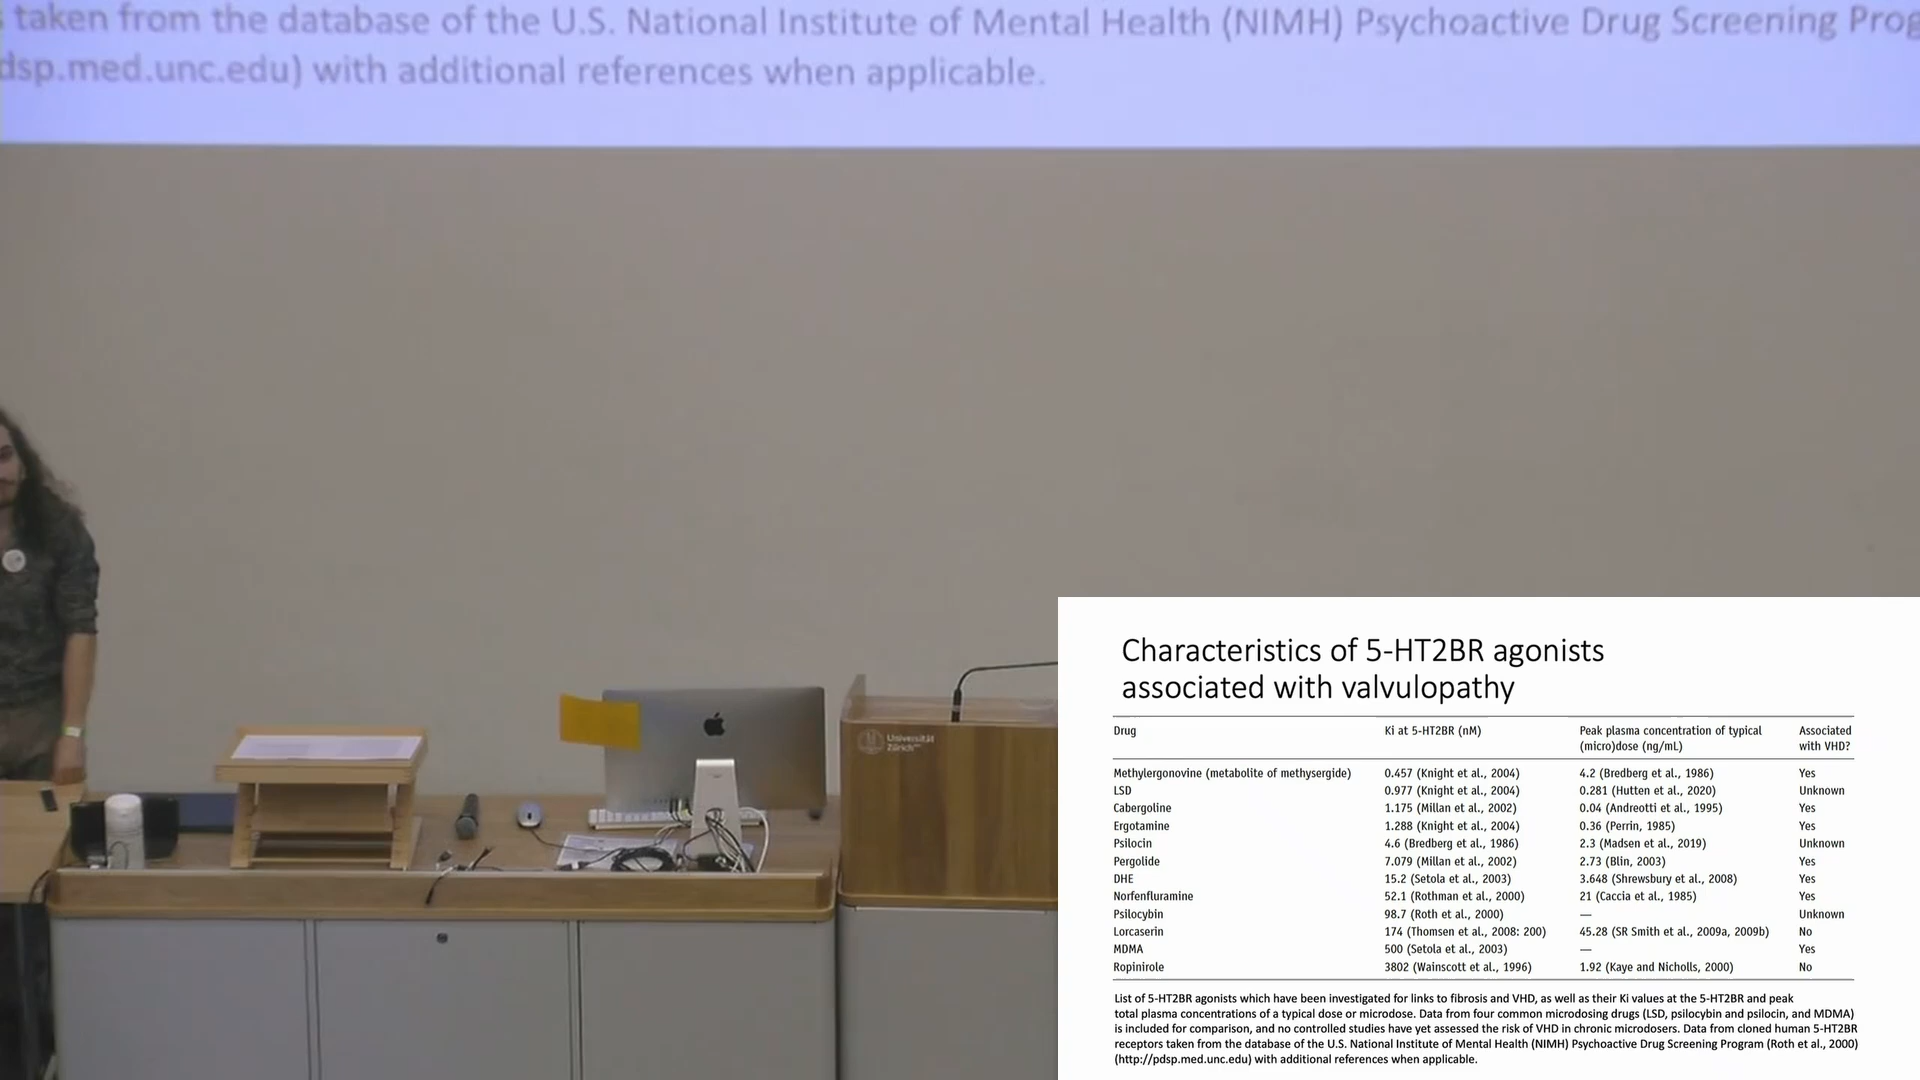 taken from the database of the U.S. National Institute of Mental Health (NIMH) Psychoactive Drug Screening Prog
dsp.med.unc.edu) with additional references when applicable.
Universität
Zürich
Characteristics of 5-HT2BR agonists
associated with valvulopathy
Drug Ki at 5-HT2BR (nM) Peak plasma concentration of typical (micro)dose (ng/mL) Associated with VHD?
Methylergonovine (metabolite of methysergide) 0.457 (Knight et al., 2004) 4.2 (Bredberg et al., 1986) Yes
LSD 0.977 (Knight et al., 2004) 0.281 (Hutten et al., 2020) Unknown
Cabergoline 1.175 (Millan et al., 2002) 0.04 (Andreotti et al., 1995) Yes
Ergotamine 1.288 (Knight et al., 2004) 0.36 (Perrin, 1985) Yes
Psilocin 4.6 (Bredberg et al., 1986) 2.3 (Madsen et al., 2019) Unknown
Pergolide 7.079 (Millan et al., 2002) 2.73 (Blin, 2003) Yes
DHE 15.2 (Setola et al., 2003) 3.648 (Shrewsbury et al., 2008) Yes
Norfenfluramine 52.1 (Rothman et al., 2000) 21 (Caccia et al., 1985) Yes
Psilocybin 98.7 (Roth et al., 2000) — Unknown
Lorcaserin 174 (Thomsen et al., 2008: 200) 45.28 (SR Smith et al., 2009a, 2009b) No
MDMA 500 (Setola et al., 2003) — Yes
Ropinirole 3802 (Wainscott et al., 1996) 1.92 (Kaye and Nicholls, 2000) No
List of 5-HT2BR agonists which have been investigated for links to fibrosis and VHD, as well as their Ki values at the 5-HT2BR and peak
total plasma concentrations of a typical dose or microdose. Data from four common microdosing drugs (LSD, psilocybin and psilocin, and MDMA)
is included for comparison, and no controlled studies have yet assessed the risk of VHD in chronic microdosers. Data from cloned human 5-HT2BR
receptors taken from the database of the U.S. National Institute of Mental Health (NIMH) Psychoactive Drug Screening Program (Roth et al., 2000)
(http://pdsp.med.unc.edu) with additional references when applicable.